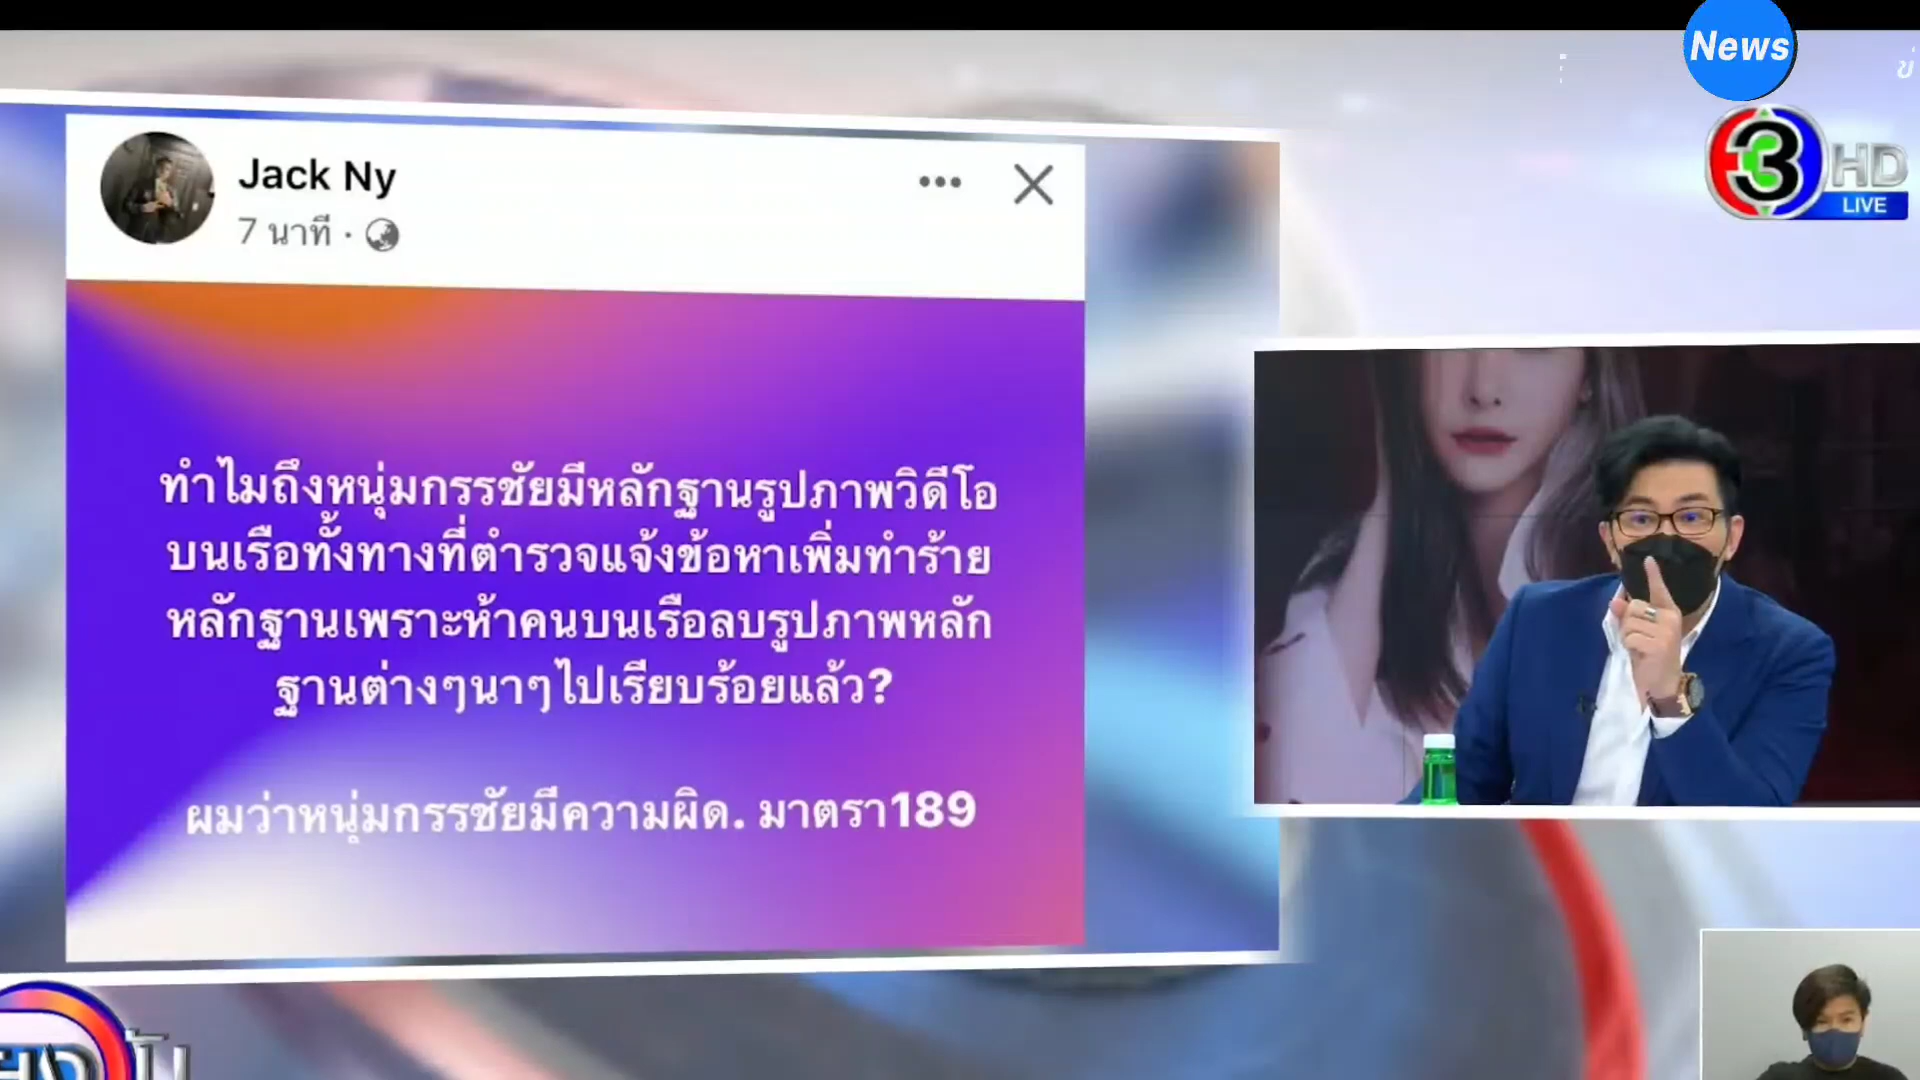 News
3 HD
LIVE
Jack Ny
7 นาที ·
ทำไมถึงหนุ่มกรรชัยมีหลักฐานรูปภาพวิดีโอ
บนเรือทั้งทางที่ตำรวจแจ้งข้อหาเพิ่มทำร้าย
หลักฐานเพราะห้าคนบนเรือลบรูปภาพหลัก
ฐานต่างๆนาๆไปเรียบร้อยแล้ว?
ผมว่าหนุ่มกรรชัยมีความผิด. มาตรา189